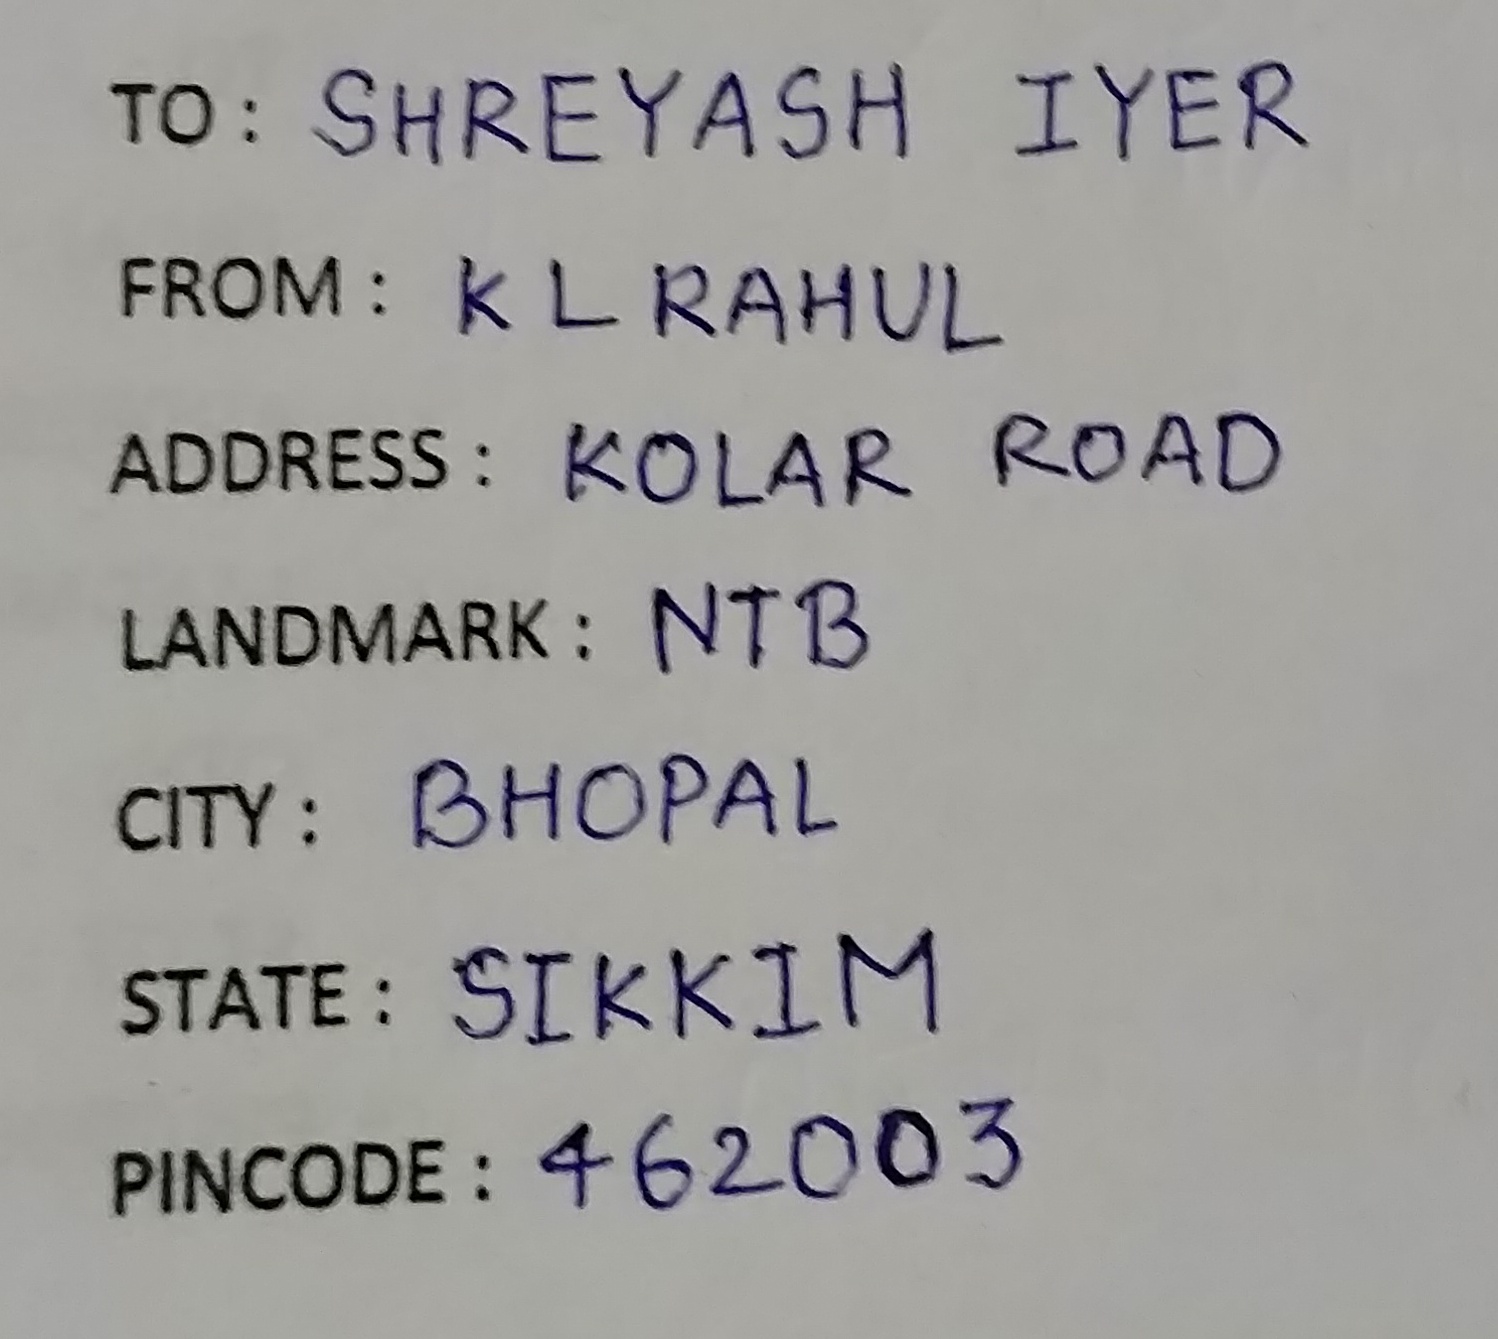 TO : SHREYASH IYER
FROM : K L RAHUL
ADDRESS : KOLAR ROAD
LANDMARK : NTB
CITY : BHOPAL
STATE : SIKKIM
PINCODE : 462003